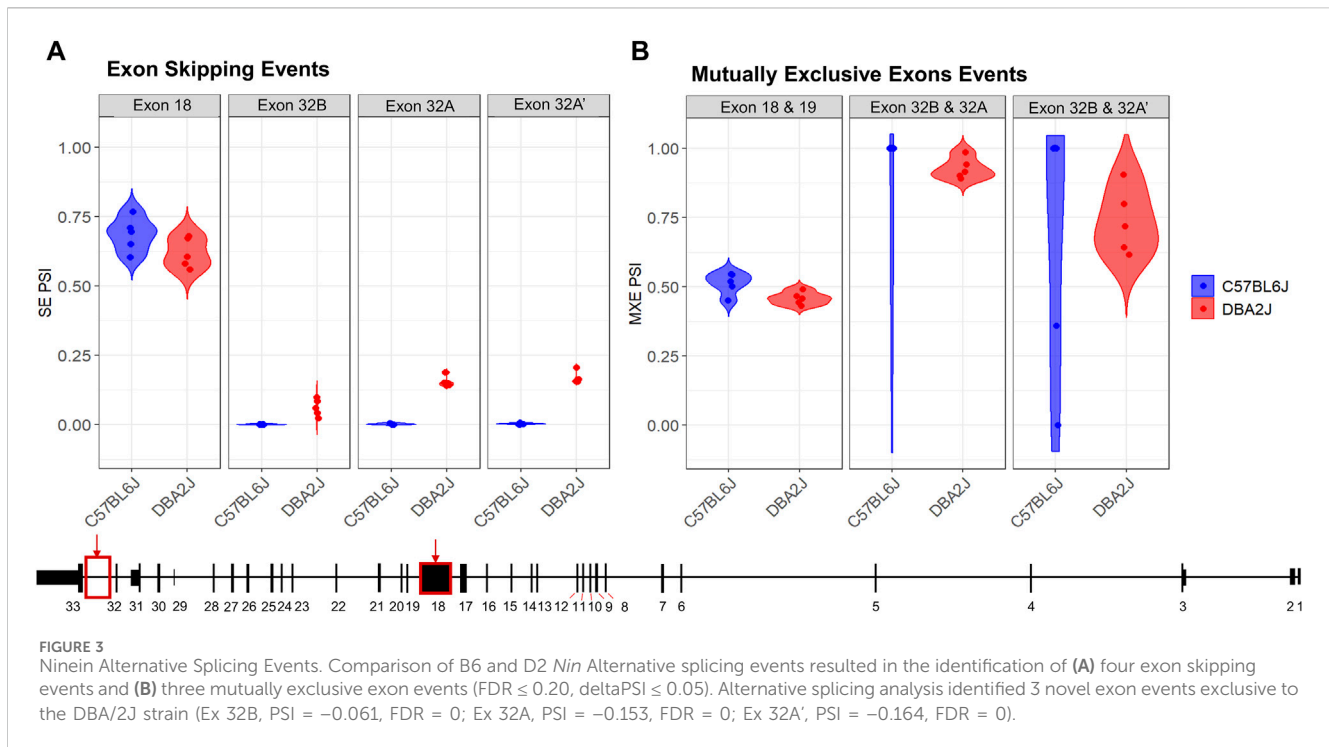 A
Exon Skipping Events
Exon 18 Exon 32B Exon 32A Exon 32A'
SE PSI
1.00
0.75
0.50
0.25
0.00
C57BL6J DBA2J C57BL6J DBA2J C57BL6J DBA2J C57BL6J DBA2J
B
Mutually Exclusive Exons Events
Exon 18 & 19 Exon 32B & 32A Exon 32B & 32A'
MXE PSI
1.00
0.75
0.50
0.25
0.00
C57BL6J DBA2J C57BL6J DBA2J C57BL6J DBA2J
C57BL6J
DBA2J
33 32 31 30 29 28 27 26 25 24 23 22 21 20 19 18 17 16 15 14 13 12 11 10 9 8 7 6 5 4 3 2 1
FIGURE 3
Ninein Alternative Splicing Events. Comparison of B6 and D2 Nin Alternative splicing events resulted in the identification of (A) four exon skipping
events and (B) three mutually exclusive exon events (FDR ≤ 0.20, deltaPSI ≤ 0.05). Alternative splicing analysis identified 3 novel exon events exclusive to
the DBA/2J strain (Ex 32B, PSI = −0.061, FDR = 0; Ex 32A, PSI = −0.153, FDR = 0; Ex 32A’, PSI = −0.164, FDR = 0).